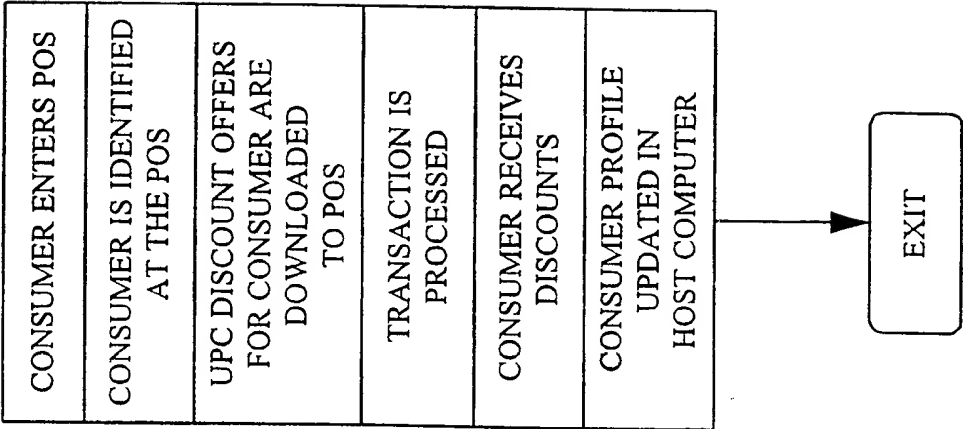 CONSUMER ENTERS POS
CONSUMER IS IDENTIFIED
AT THE POS
UPC DISCOUNT OFFERS
FOR CONSUMER ARE
DOWNLOADED
TO POS
TRANSACTION IS
PROCESSED
CONSUMER RECEIVES
DISCOUNTS
CONSUMER PROFILE
UPDATED IN
HOST COMPUTER
EXIT